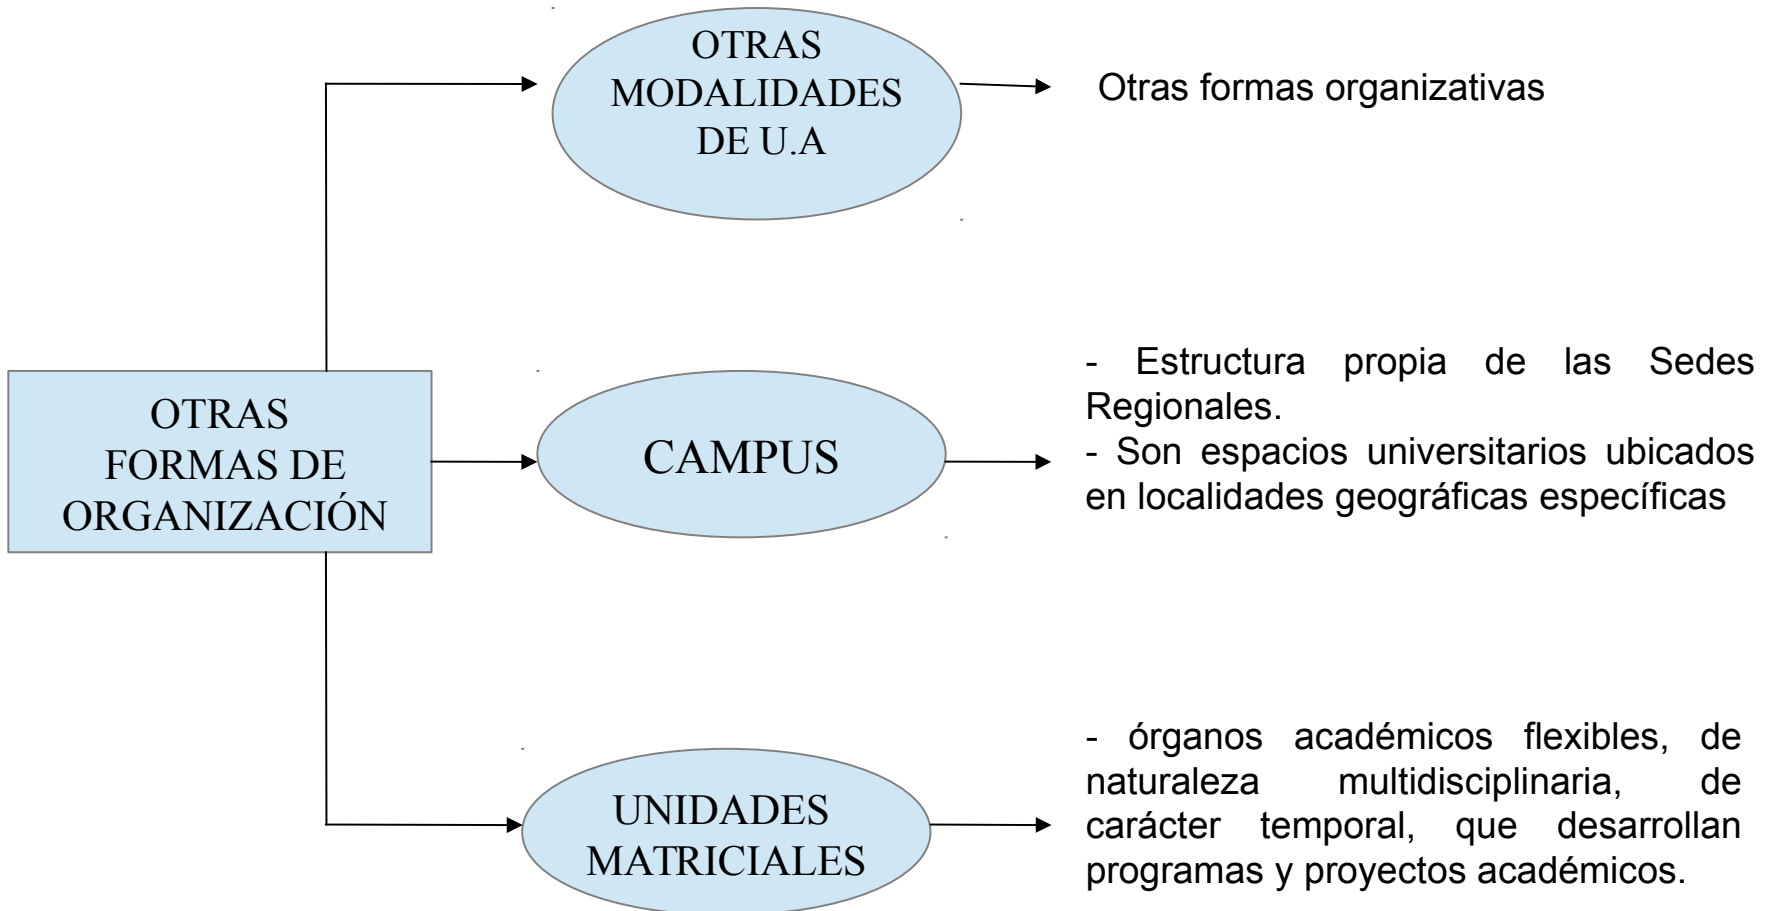 OTRAS
MODALIDADES
DE U.A
Otras formas organizativas
OTRAS
FORMAS DE
ORGANIZACIÓN
CAMPUS
- Estructura propia de las Sedes
Regionales.
- Son espacios universitarios ubicados
en localidades geográficas específicas
UNIDADES
MATRICIALES
- órganos académicos flexibles, de
naturaleza multidisciplinaria, de
carácter temporal, que desarrollan
programas y proyectos académicos.